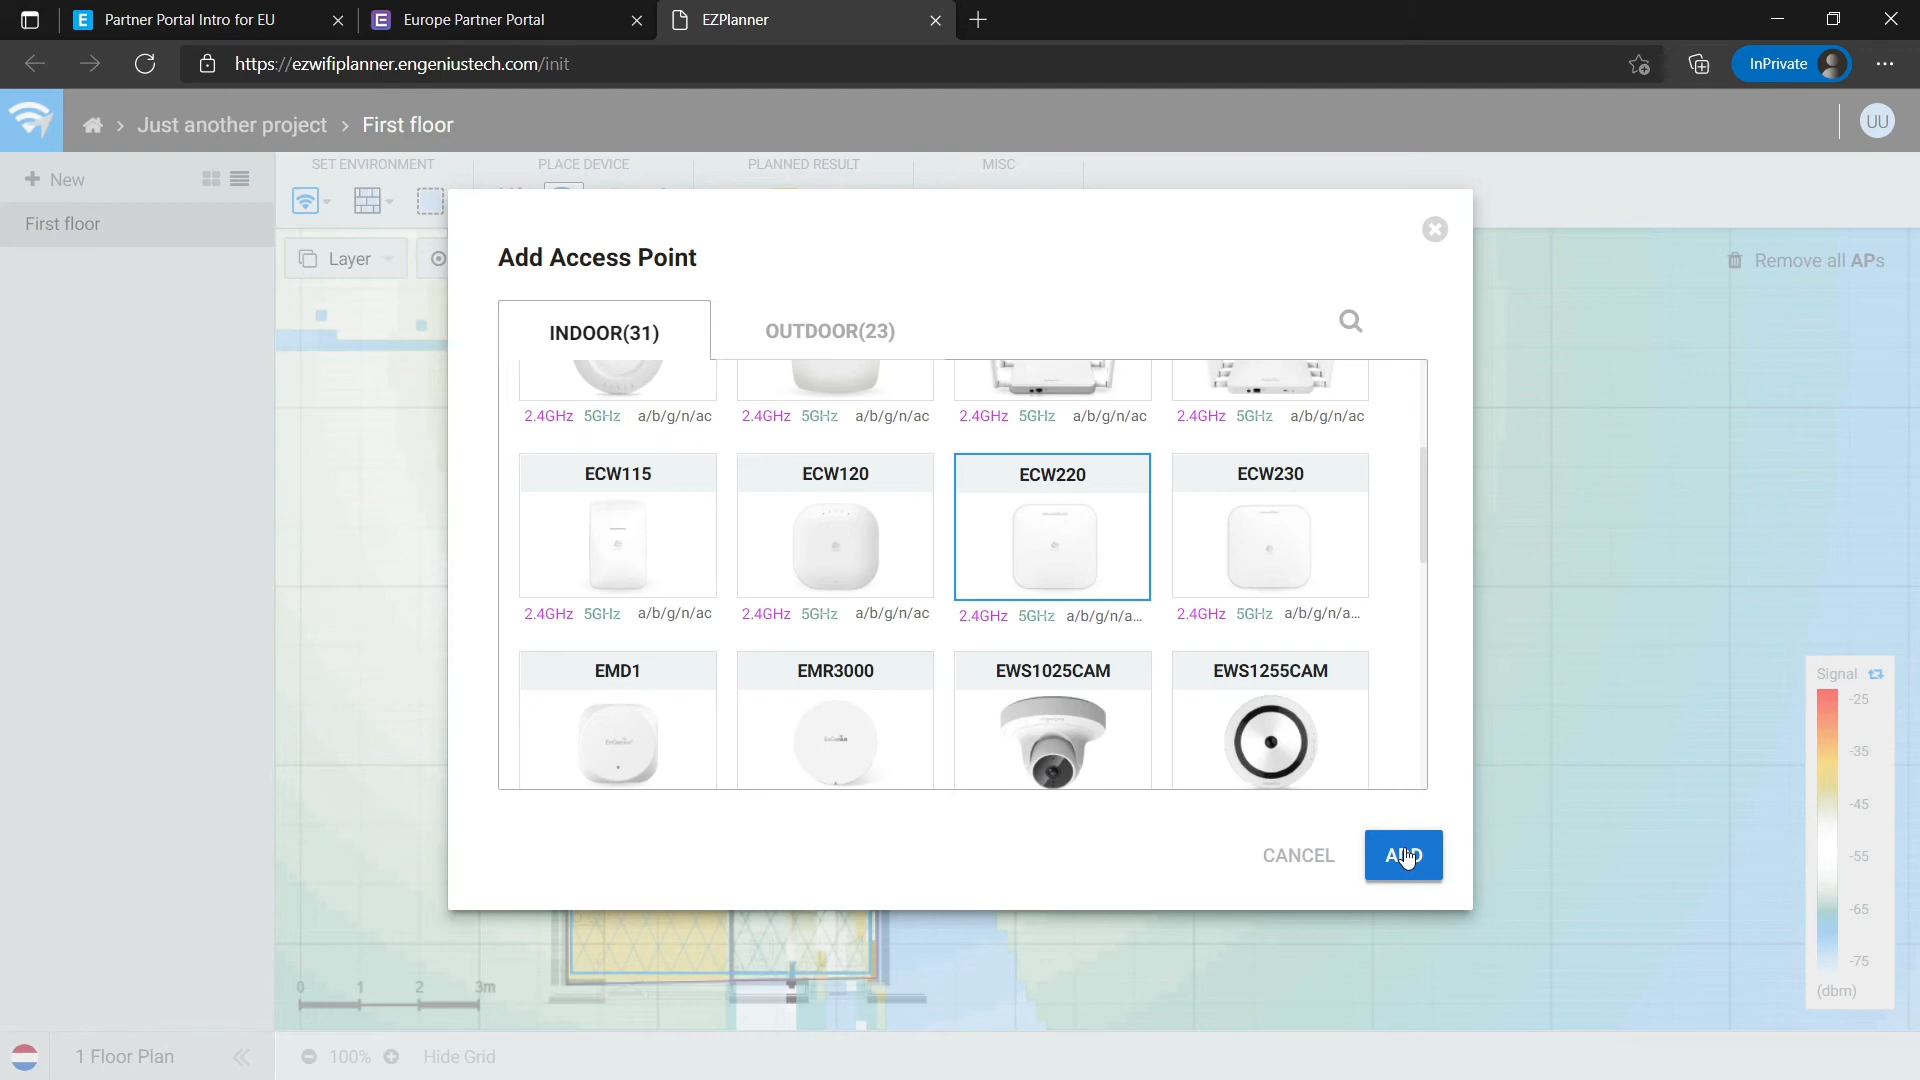 E Partner Portal Intro for EU
E Europe Partner Portal
EZPlanner
https://ezwifiplanner.engeniustech.com/init
InPrivate
> Just another project > First floor
UU
SET ENVIRONMENT
PLACE DEVICE
PLANNED RESULT
MISC
+ New
First floor
Layer
Remove all APs
Add Access Point
INDOOR(31)
OUTDOOR(23)
2.4GHz 5GHz a/b/g/n/ac
2.4GHz 5GHz a/b/g/n/ac
2.4GHz 5GHz a/b/g/n/ac
2.4GHz 5GHz a/b/g/n/ac
ECW115
ECW120
ECW220
ECW230
2.4GHz 5GHz a/b/g/n/ac
2.4GHz 5GHz a/b/g/n/ac
2.4GHz 5GHz a/b/g/n/a...
2.4GHz 5GHz a/b/g/n/a...
EMD1
EMR3000
EWS1025CAM
EWS1255CAM
EnGenius
EnGenius
Signal
-25
-35
-45
-55
-65
-75
(dbm)
CANCEL
ADD
0 1 2 3m
1 Floor Plan
100%
Hide Grid